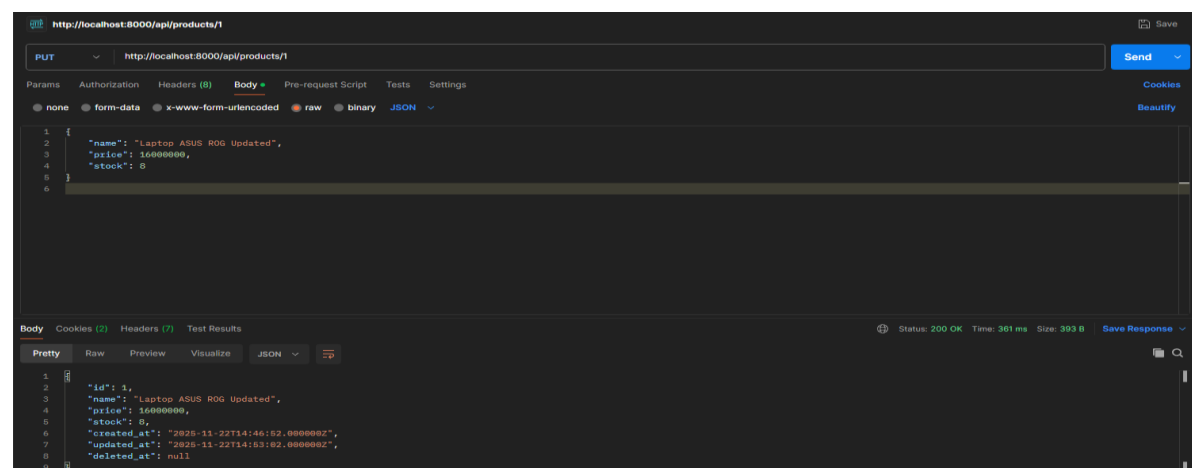 HTTP http://localhost:8000/api/products/1 Save
PUT http://localhost:8000/api/products/1 Send
Params Authorization Headers (8) Body Pre-request Script Tests Settings Cookies
none form-data x-www-form-urlencoded raw binary JSON Beautify
1 {
2 "name": "Laptop ASUS ROG Updated",
3 "price": 16000000,
4 "stock": 8
5 }
6
Body Cookies (2) Headers (7) Test Results Status: 200 OK Time: 361 ms Size: 393 B Save Response
Pretty Raw Preview Visualize JSON
1 {
2 "id": 1,
3 "name": "Laptop ASUS ROG Updated",
4 "price": 16000000,
5 "stock": 8,
6 "created_at": "2025-11-22T14:46:52.000000Z",
7 "updated_at": "2025-11-22T14:53:02.000000Z",
8 "deleted_at": null
9 }